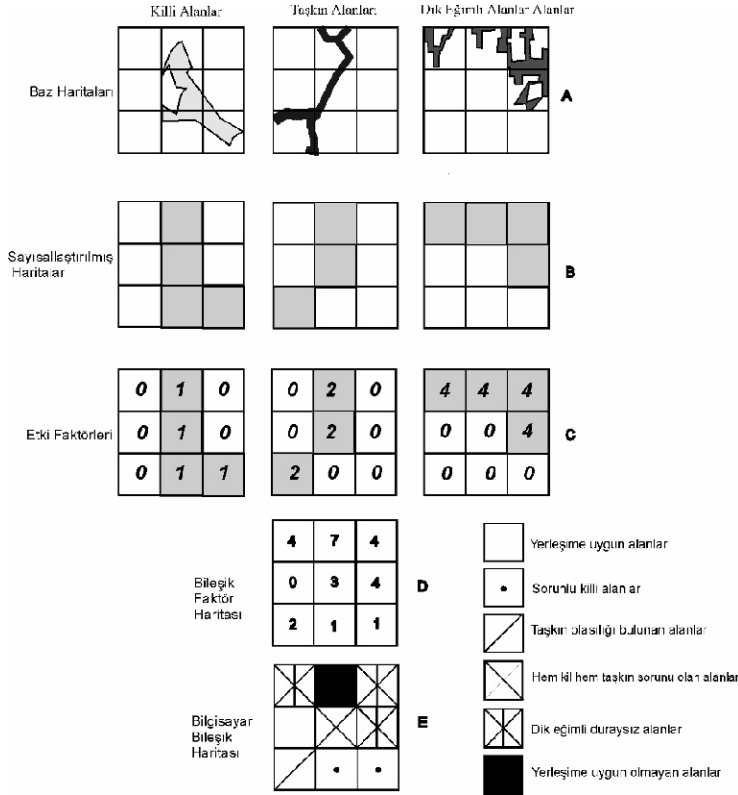 Killi Alanlar
Taşkın Alanları
Dik Eğimli Alanlar Alanlar
Baz Haritaları
A
Sayısallaştırılmış
Haritalar
B
0 1 0
0 2 0
4 4 4
0 1 0
0 2 0
0 0 4
0 1 1
2 0 0
0 0 0
Etki Faktörleri
C
4 7 4
0 3 4
2 1 1
Bileşik
Faktör
Haritası
D
Bilgisayar
Bileşik
Haritası
E
Yerleşime uygun alanlar
Sorunlu killi alanlar
Taşkın olasılığı bulunan alanlar
Hem kil hem taşkın sorunu olan alanlar
Dik eğimli duraysız alanlar
Yerleşime uygun olmayan alanlar